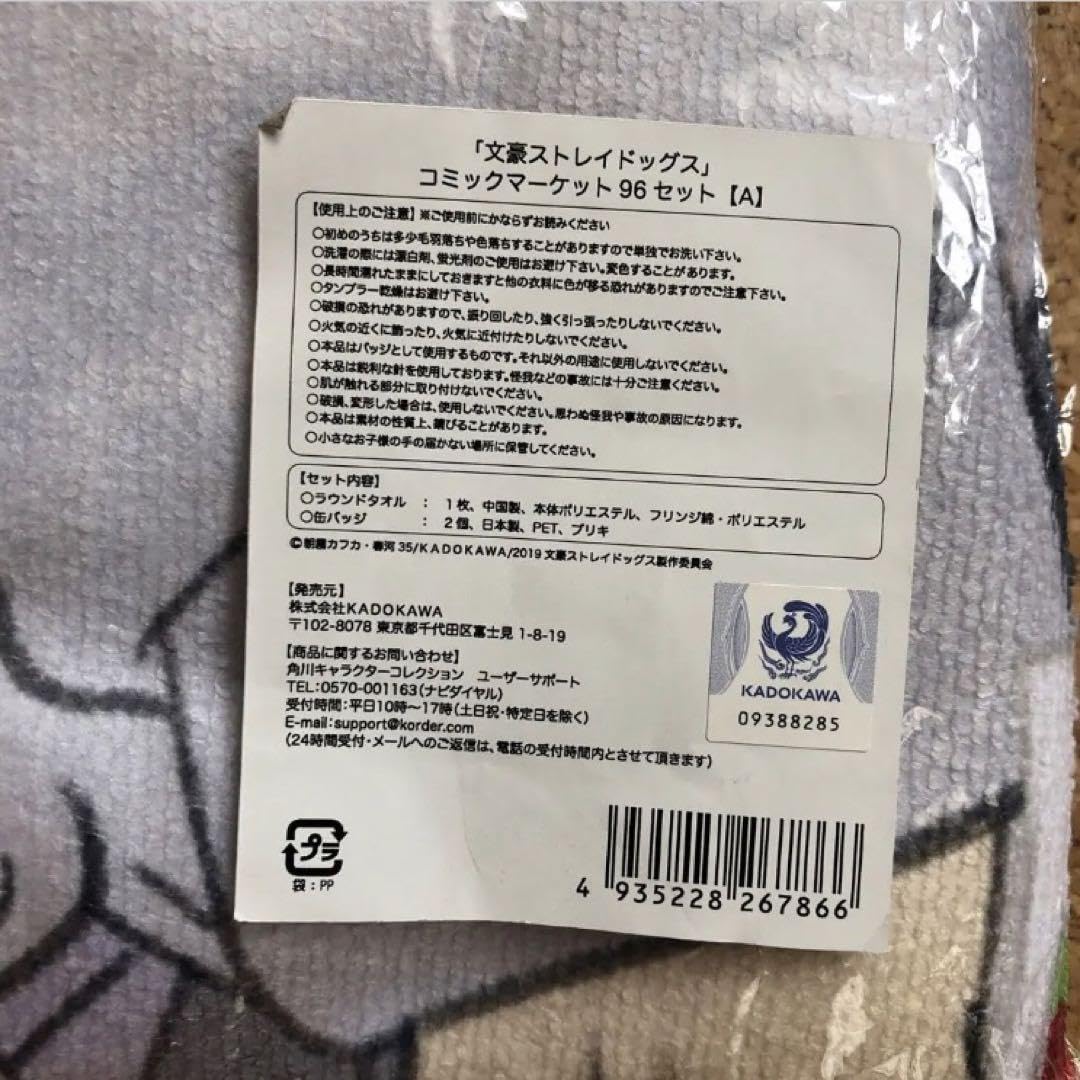 「文豪ストレイドッグス」
コミックマーケット96セット【A】
【使用上のご注意】※ご使用前にかならずお読みください
○初めのうちは多少毛羽落ちや色落ちすることがありますので単独でお洗い下さい。
○洗濯の際には漂白剤、蛍光剤のご使用はお避け下さい。変色することがあります。
○長時間濡れたままにしておきますと他の衣料に色が移る恐れがありますのでご注意下さい。
○タンブラー乾燥はお避け下さい。
○破損の恐れがありますので、振り回したり、強く引っ張ったりしないでください。
○火気の近くに飾ったり、火気に近付けたりしないでください。
○本品はバッジとして使用するものです。それ以外の用途に使用しないでください。
○本品は鋭利な針を使用しております。怪我などの事故には十分ご注意ください。
○肌が触れる部分に取り付けないでください。
○破損、変形した場合は、使用しないでください。思わぬ怪我や事故の原因になります。
○本品は素材の性質上、錆びることがあります。
○小さなお子様の手の届かない場所に保管してください。
【セット内容】
○ラウンドタオル : 1枚、中国製、本体ポリエステル、フリンジ綿・ポリエステル
○缶バッジ : 2個、日本製、PET、ブリキ
©朝霧カフカ・春河35/KADOKAWA/2019 文豪ストレイドッグス製作委員会
【発売元】
株式会社KADOKAWA
〒102-8078 東京都千代田区富士見 1-8-19
【商品に関するお問い合わせ】
角川キャラクターコレクション ユーザーサポート
TEL:0570-001163(ナビダイヤル)
受付時間:平日10時～17時(土日祝・特定日を除く)
E-mail:support@korder.com
(24時間受付・メールへのご返信は、電話の受付時間内とさせて頂きます)
KADOKAWA
09388285
プラ
袋:PP
4 935228 267866